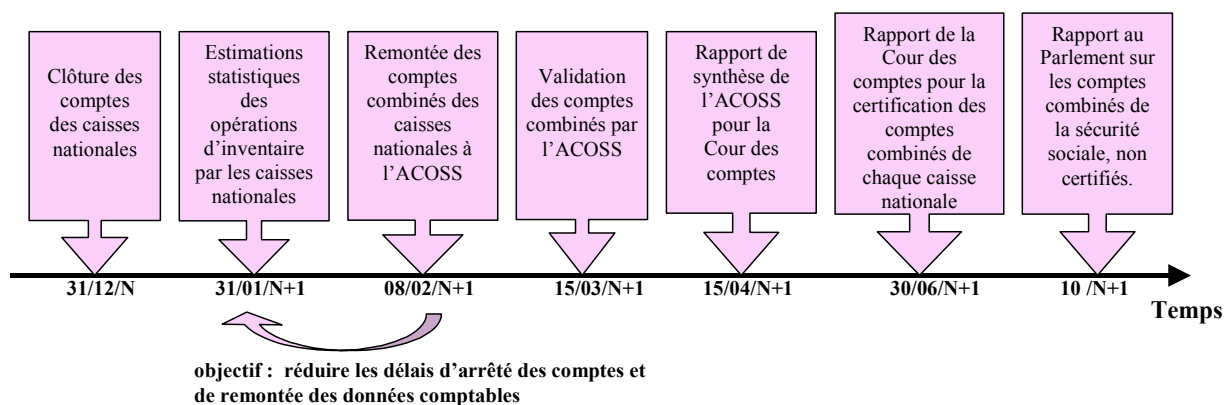 Clôture des
comptes
des caisses
nationales
Estimations
statistiques
des
opérations
d’inventaire
par les caisses
nationales
Remontée des
comptes
combinés des
caisses
nationales à
l’ACOSS
Validation
des comptes
combinés par
l’ACOSS
Rapport de
synthèse de
l’ACOSS
pour la
Cour des
comptes
Rapport de la
Cour des
comptes pour la
certification des
comptes
combinés de
chaque caisse
nationale
Rapport au
Parlement sur
les comptes
combinés de
la sécurité
sociale, non
certifiés.
31/12/N
31/01/N+1
08/02/N+1
15/03/N+1
15/04/N+1
30/06/N+1
10 /N+1
Temps
objectif : réduire les délais d’arrêté des comptes et
de remontée des données comptables